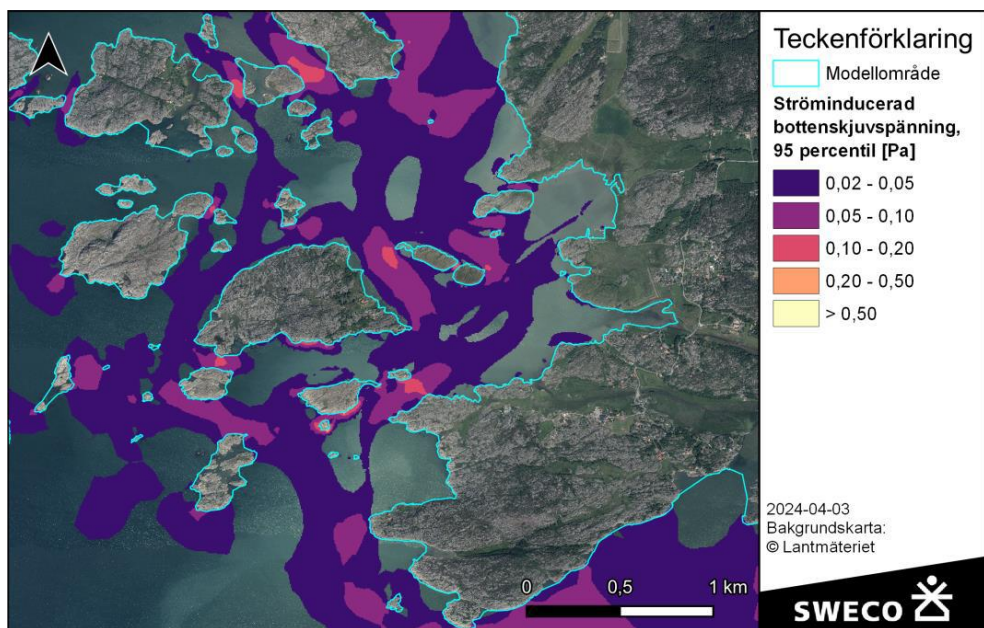 Teckenförklaring
Modellområde
Ströminducerad
bottenskjuvspänning,
95 percentil [Pa]
0,02 - 0,05
0,05 - 0,10
0,10 - 0,20
0,20 - 0,50
> 0,50
2024-04-03
Bakgrundskarta:
© Lantmäteriet
0 0,5 1 km
SWECO